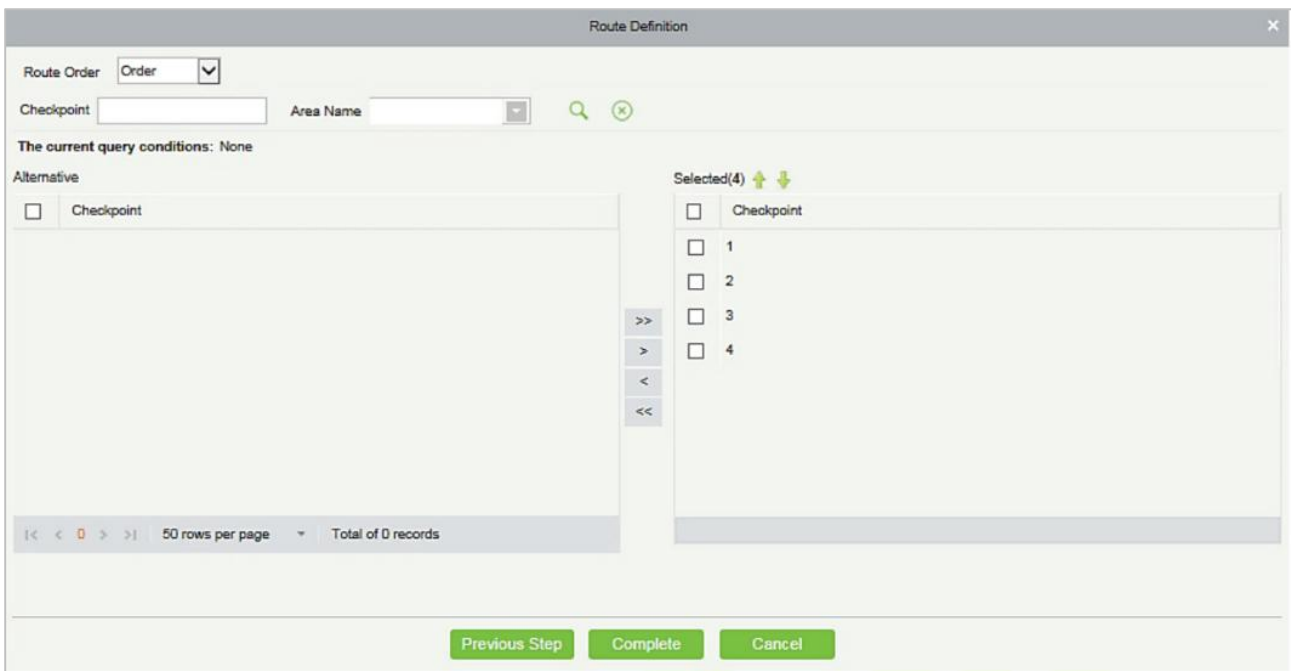 Route Definition ×
Route Order Order
Checkpoint Area Name
The current query conditions: None
Alternative
Checkpoint
>>
>
<
<<
|< < 0 > >| 50 rows per page Total of 0 records
Selected(4)
Checkpoint
1
2
3
4
Previous Step Complete Cancel